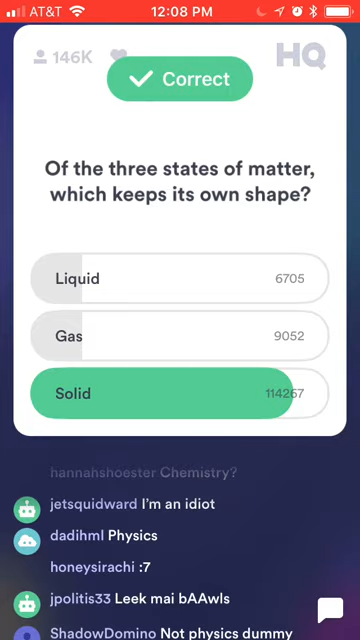 AT&T 12:08 PM
146K HQ
Correct
Of the three states of matter,
which keeps its own shape?
Liquid 6705
Gas 9052
Solid 114267
hannahshoester Chemistry?
jetsquidward I'm an idiot
dadihml Physics
honeysirachi :7
jpolitis33 Leek mai bAAwls
ShadowDomino Not physics dummy